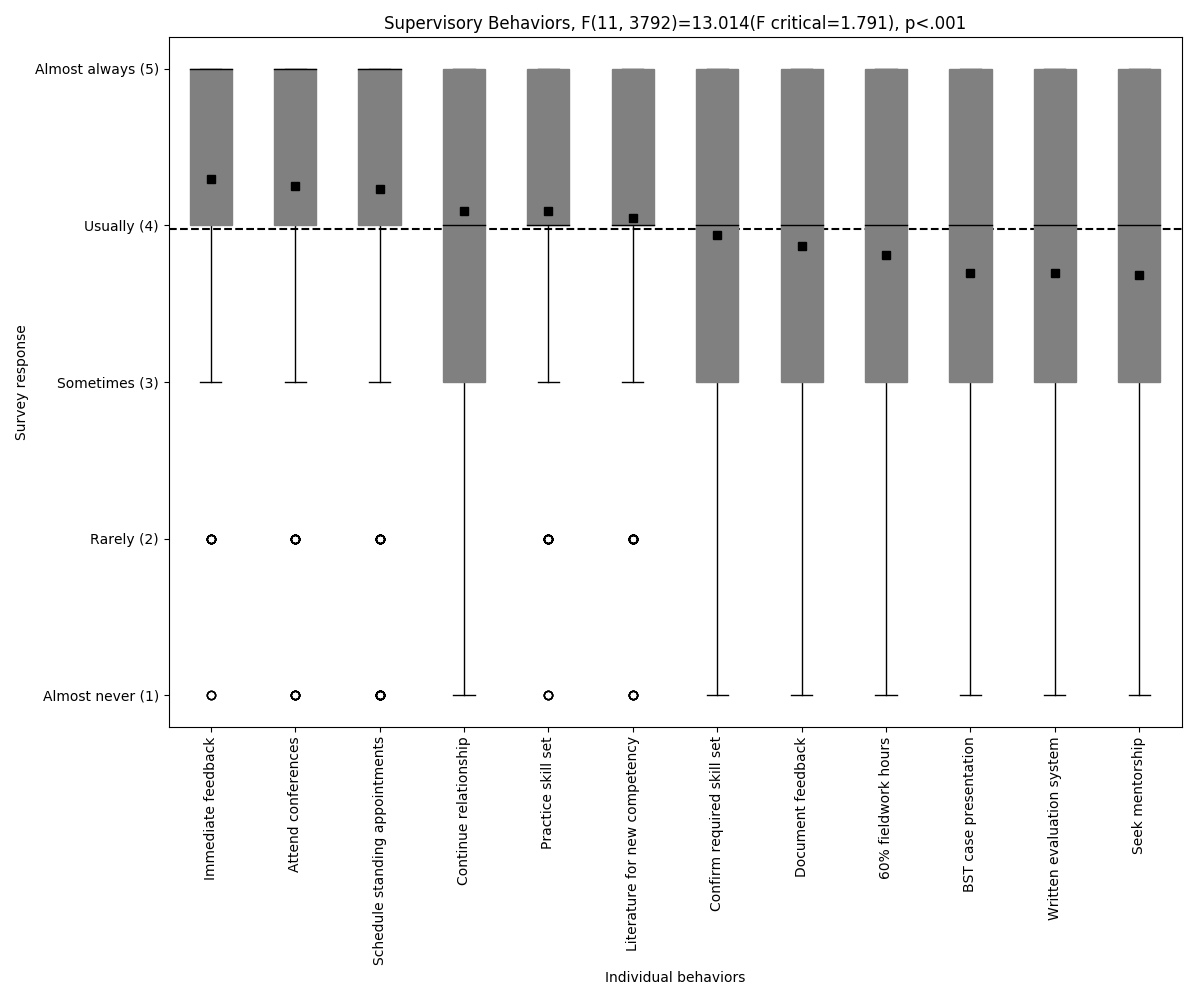 Supervisory Behaviors, F(11, 3792)=13.014(F critical=1.791), p<.001
Survey response
Almost always (5)
Usually (4)
Sometimes (3)
Rarely (2)
Almost never (1)
Immediate feedback
Attend conferences
Schedule standing appointments
Continue relationship
Practice skill set
Literature for new competency
Confirm required skill set
Document feedback
60% fieldwork hours
BST case presentation
Written evaluation system
Seek mentorship
Individual behaviors